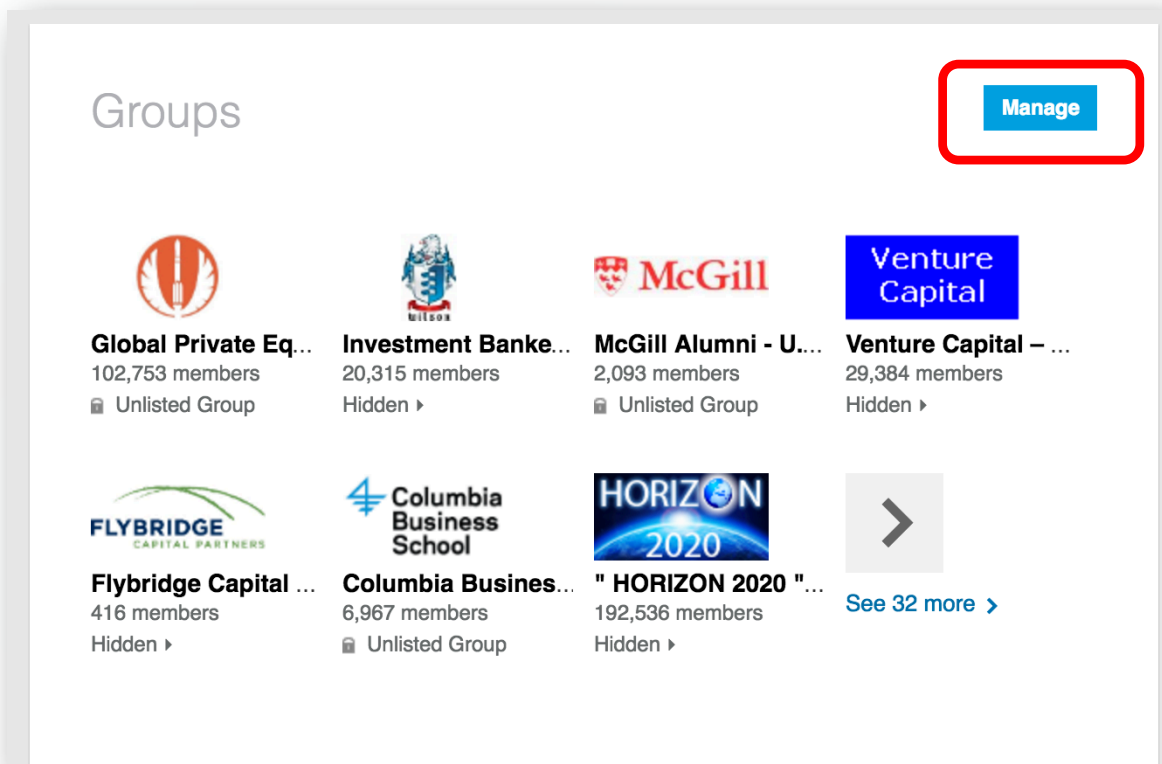 Groups
Manage
wilson
McGill
Venture
Capital
Global Private Eq...
Investment Banke...
McGill Alumni - U....
Venture Capital – ...
102,753 members
20,315 members
2,093 members
29,384 members
Unlisted Group
Hidden
Unlisted Group
Hidden
FLYBRIDGE
CAPITAL PARTNERS
Columbia
Business
School
HORIZON
2020
Flybridge Capital ...
Columbia Busines...
" HORIZON 2020 "...
See 32 more
416 members
6,967 members
192,536 members
Hidden
Unlisted Group
Hidden